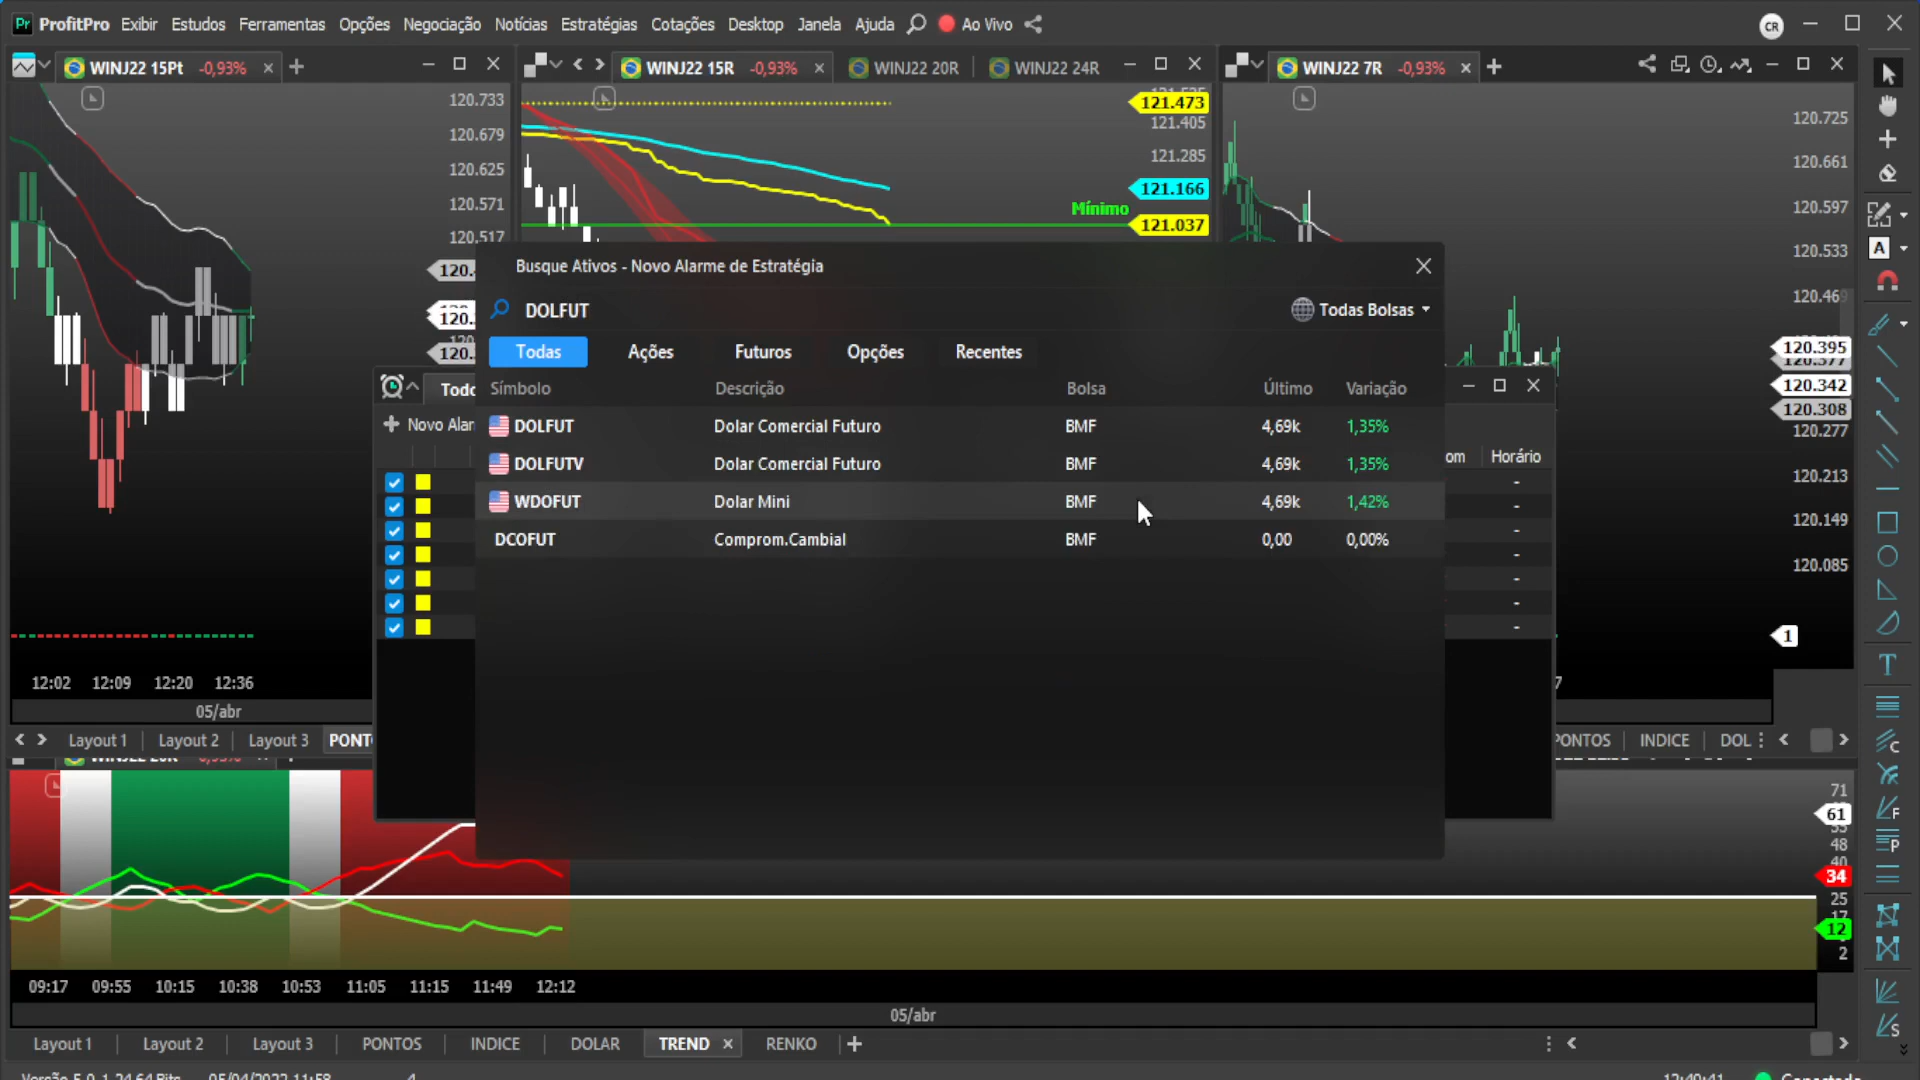 ProfitPro Exibir Estudos Ferramentas Opções Negociação Notícias Estratégias Cotações Desktop Janela Ajuda Ao Vivo CR
WINJ22 15Pt -0,93%
WINJ22 15R -0,93% WINJ22 20R WINJ22 24R
WINJ22 7R -0,93%
120.733
120.679
120.625
120.571
120.517
121.473
121.405
121.285
121.166
Mínimo
121.037
120.725
120.661
120.597
120.533
120.395
120.342
120.308
120.277
120.213
120.149
120.085
1
Busque Ativos - Novo Alarme de Estratégia
DOLFUT Todas Bolsas
Todas Ações Futuros Opções Recentes
Símbolo Descrição Bolsa Último Variação
DOLFUT Dolar Comercial Futuro BMF 4,69k 1,35%
DOLFUTV Dolar Comercial Futuro BMF 4,69k 1,35%
WDOFUT Dolar Mini BMF 4,69k 1,42%
DCOFUT Comprom.Cambial BMF 0,00 0,00%
Horário
12:02 12:09 12:20 12:36
05/abr
Layout 1 Layout 2 Layout 3
INDICE DOL
71
61
48
34
25
12
2
09:17 09:55 10:15 10:38 10:53 11:05 11:15 11:49 12:12
05/abr
Layout 1 Layout 2 Layout 3 PONTOS INDICE DOLAR TREND RENKO